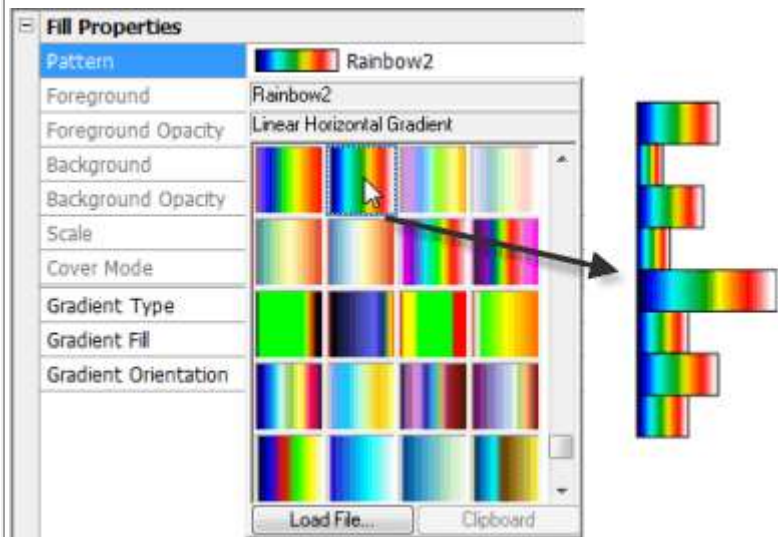 Fill Properties
Pattern Rainbow2
Foreground Rainbow2
Foreground Opacity Linear Horizontal Gradient
Background
Background Opacity
Scale
Cover Mode
Gradient Type
Gradient Fill
Gradient Orientation
Load File... Clipboard